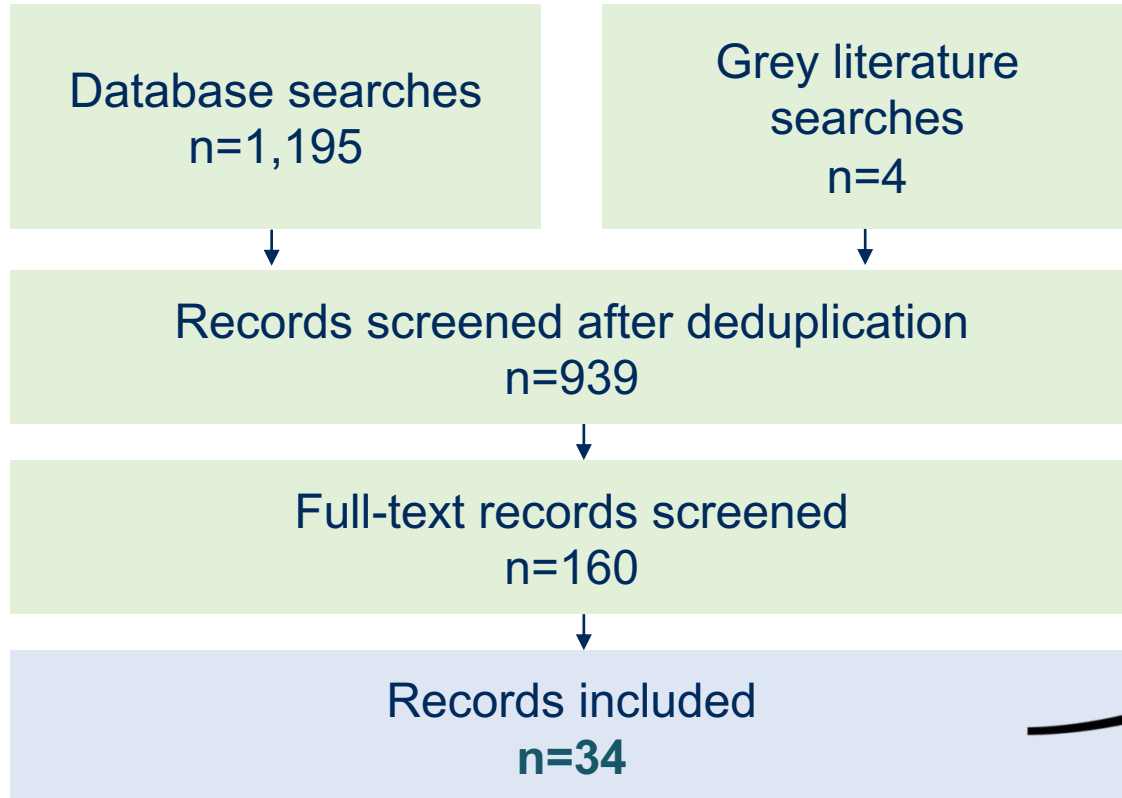 Database searches
n=1,195
Grey literature
searches
n=4
Records screened after deduplication
n=939
Full-text records screened
n=160
Records included
n=34